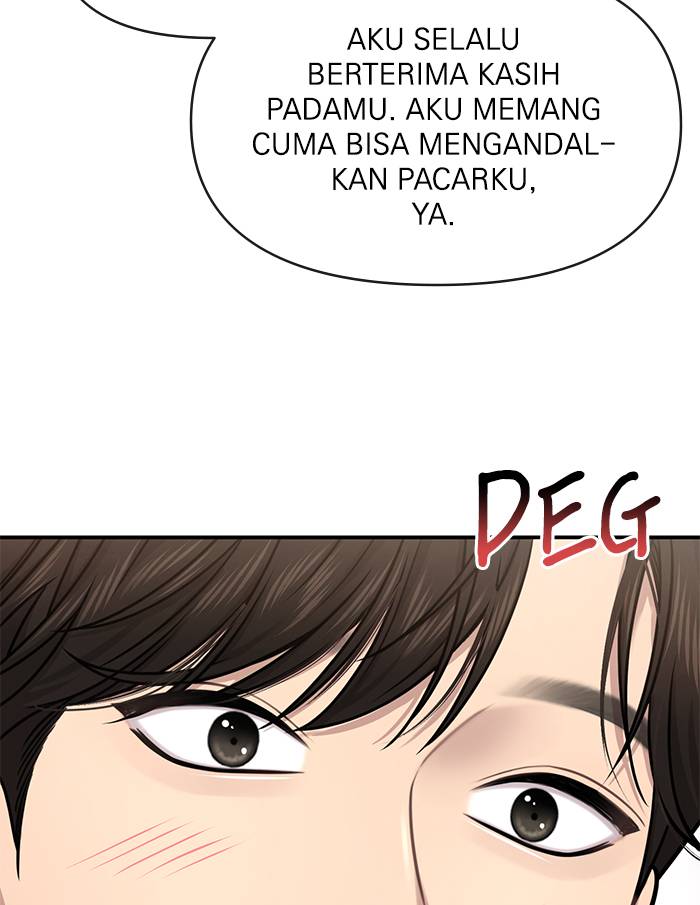 AKU SELALU
BERTERIMA KASIH
PADAMU. AKU MEMANG
CUMA BISA MENGANDAL-
KAN PACARKU,
YA.
DEG